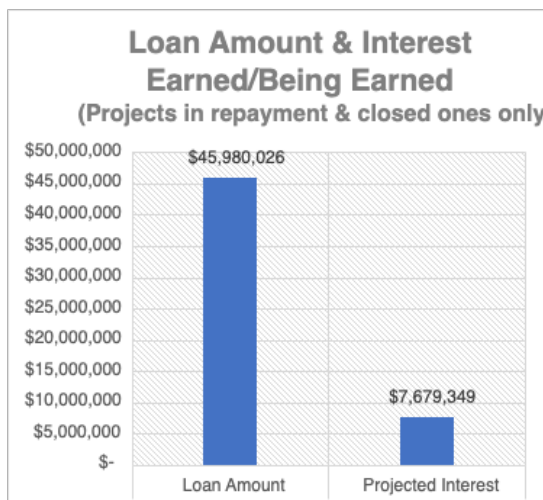 Loan Amount & Interest
Earned/Being Earned
(Projects in repayment & closed ones only
$50,000,000
$45,980,026
$45,000,000
$40,000,000
$35,000,000
$30,000,000
$25,000,000
$20,000,000
$15,000,000
$10,000,000
$7,679,349
$5,000,000
$-
Loan Amount
Projected Interest